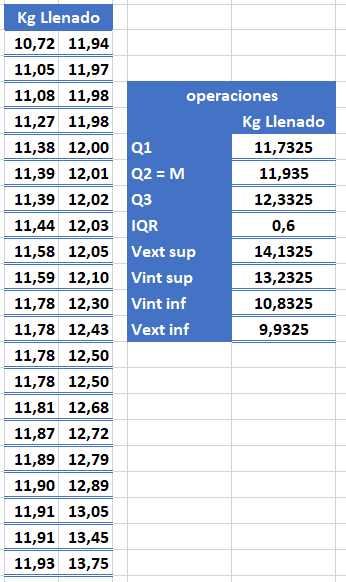 Kg Llenado
10,72 11,94
11,05 11,97
11,08 11,98
11,27 11,98
11,38 12,00
11,39 12,01
11,39 12,02
11,44 12,03
11,58 12,05
11,59 12,10
11,78 12,30
11,78 12,43
11,78 12,50
11,78 12,50
11,81 12,68
11,87 12,72
11,89 12,79
11,90 12,89
11,91 13,05
11,91 13,45
11,93 13,75
operaciones
Kg Llenado
Q1 11,7325
Q2 = M 11,935
Q3 12,3325
IQR 0,6
Vext sup 14,1325
Vint sup 13,2325
Vint inf 10,8325
Vext inf 9,9325